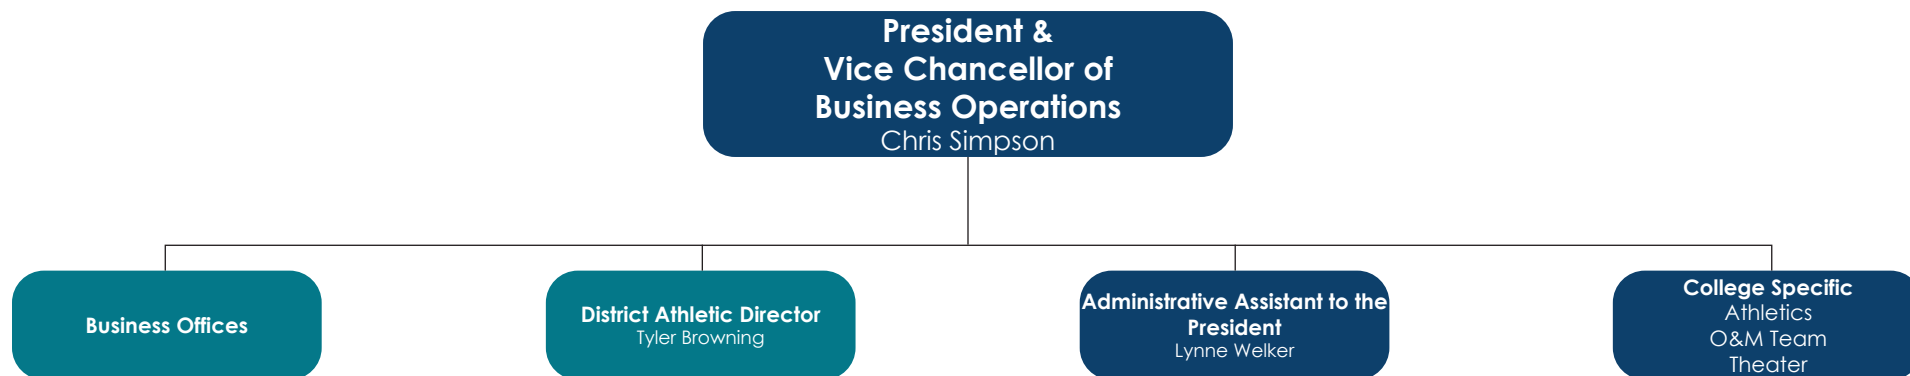 President &
Vice Chancellor of
Business Operations
Chris Simpson
Business Offices
District Athletic Director
Tyler Browning
Administrative Assistant to the
President
Lynne Welker
College Specific
Athletics
O&M Team
Theater